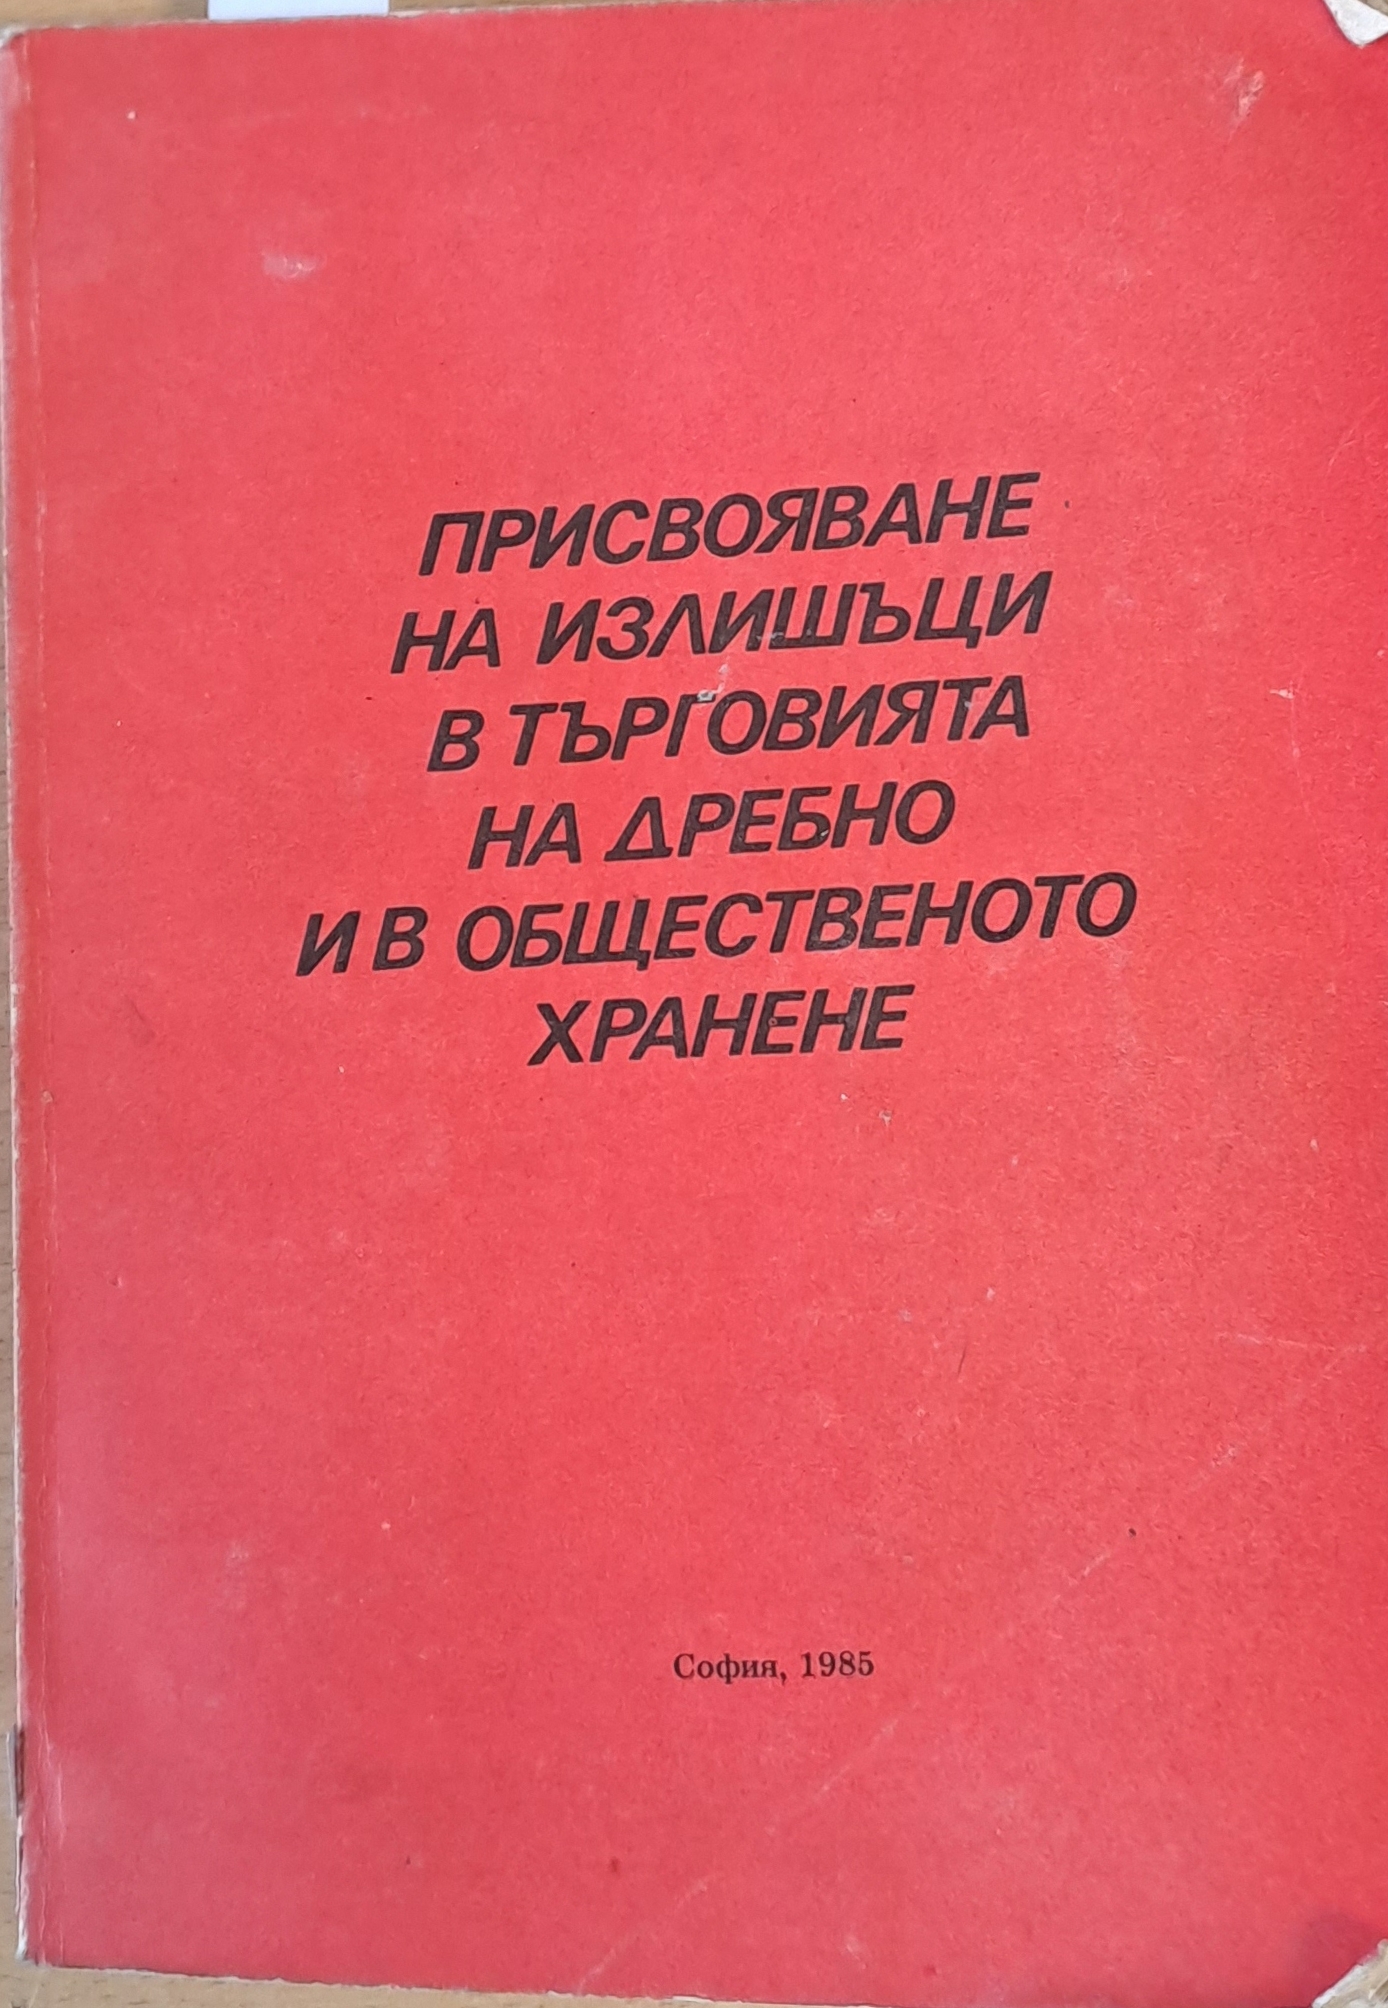 ПРИСВОЯВАНЕ
НА ИЗЛИШЪЦИ
В ТЪРГОВИЯТА
НА ДРЕБНО
И В ОБЩЕСТВЕНОТО
ХРАНЕНЕ
София, 1985